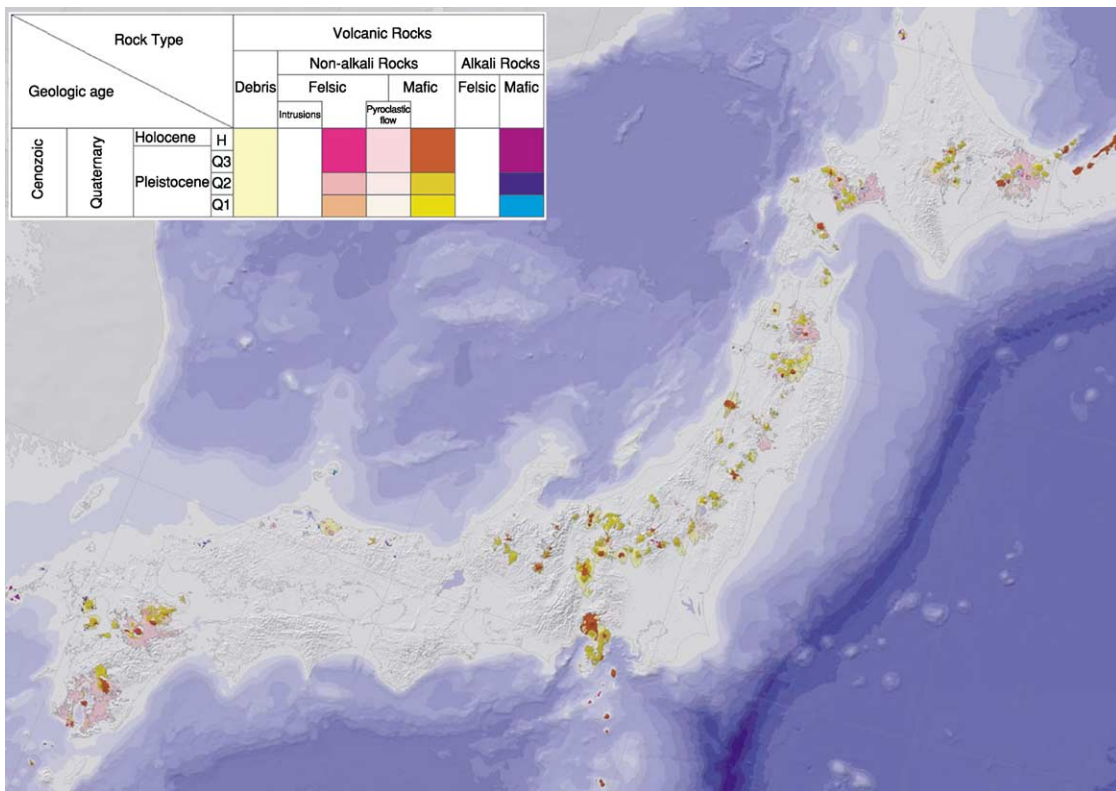 Rock Type
Geologic age
Volcanic Rocks
Debris
Non-alkali Rocks
Alkali Rocks
Felsic
Mafic
Felsic
Mafic
Intrusions
Pyroclastic
flow
Cenozoic
Quaternary
Holocene
H
Pleistocene
Q3
Q2
Q1